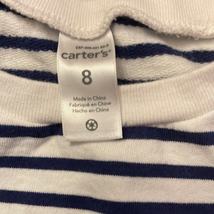 carter's
8
Made in China
Fabriqué en Chine
Hecho en China